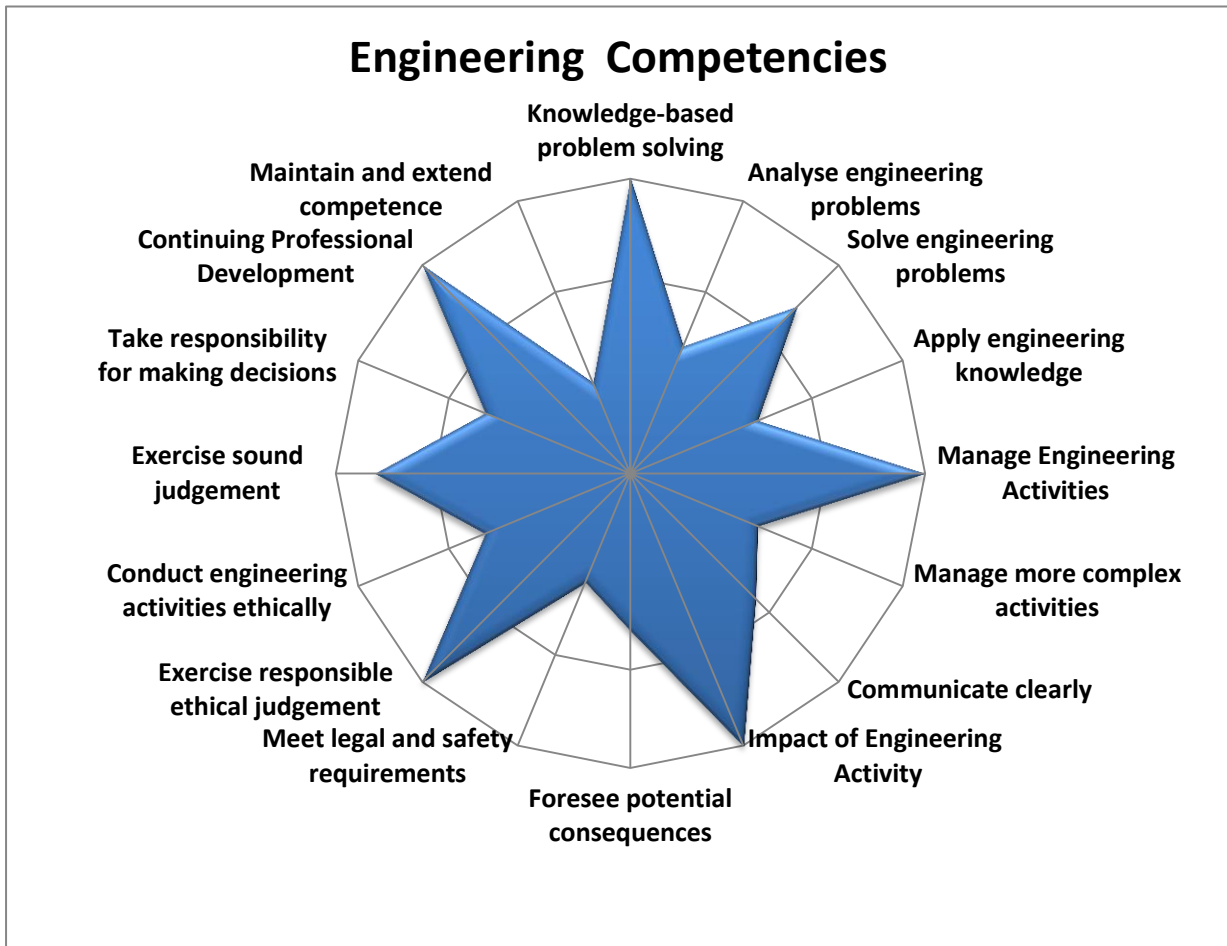 Engineering  Competencies
Knowledge-based
problem solving
Analyse engineering
problems
Solve engineering
problems
Apply engineering
knowledge
Manage Engineering
Activities
Manage more complex
activities
Communicate clearly
Impact of Engineering
Activity
Foresee potential
consequences
Meet legal and safety
requirements
Exercise responsible
ethical judgement
Conduct engineering
activities ethically
Exercise sound
judgement
Take responsibility
for making decisions
Continuing Professional
Development
Maintain and extend
competence